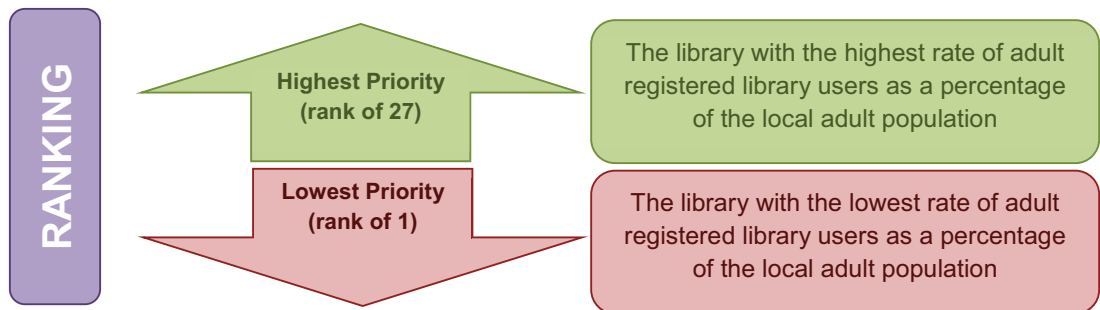 RANKING
Highest Priority
(rank of 27)
The library with the highest rate of adult
registered library users as a percentage
of the local adult population
Lowest Priority
(rank of 1)
The library with the lowest rate of adult
registered library users as a percentage
of the local adult population